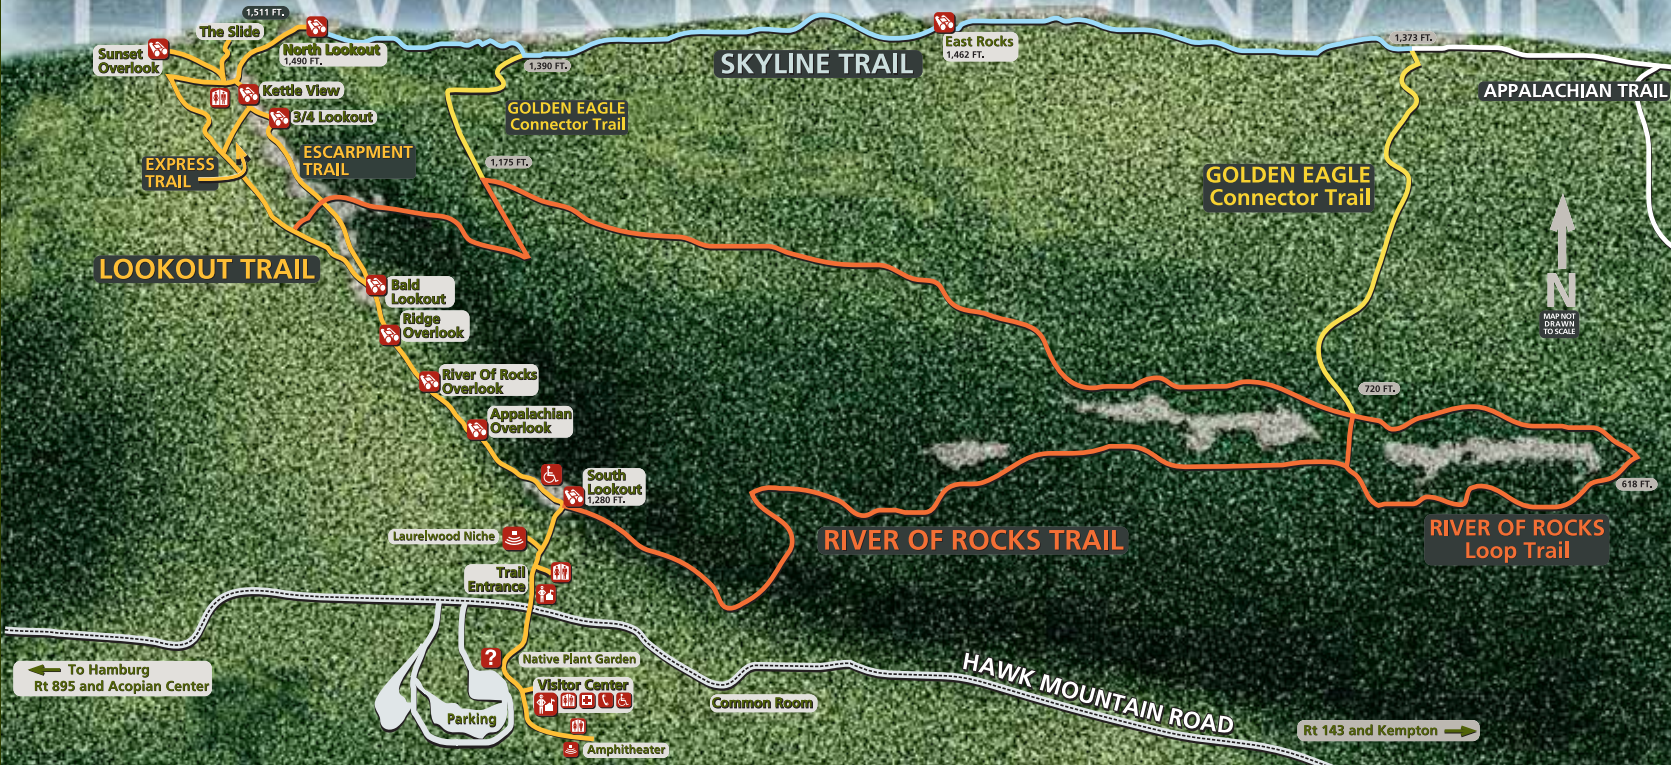 HAWK MOUNTAIN
1,511 FT.
The Slide
Sunset
Overlook
North Lookout
1,490 FT.
East Rocks
1,462 FT.
1,373 FT.
1,390 FT.
SKYLINE TRAIL
APPALACHIAN TRAIL
Kettle View
3/4 Lookout
GOLDEN EAGLE
Connector Trail
EXPRESS
TRAIL
ESCARPMENT
TRAIL
1,175 FT.
GOLDEN EAGLE
Connector Trail
LOOKOUT TRAIL
N
MAP NOT
DRAWN
TO SCALE
Bald
Lookout
Ridge
Overlook
River Of Rocks
Overlook
720 FT.
Appalachian
Overlook
South
Lookout
1,280 FT.
618 FT.
Laurelwood Niche
RIVER OF ROCKS TRAIL
RIVER OF ROCKS
Loop Trail
Trail
Entrance
To Hamburg
Rt 895 and Acopian Center
?
Native Plant Garden
Visitor Center
Parking
Common Room
HAWK MOUNTAIN ROAD
Rt 143 and Kempton
Amphitheater